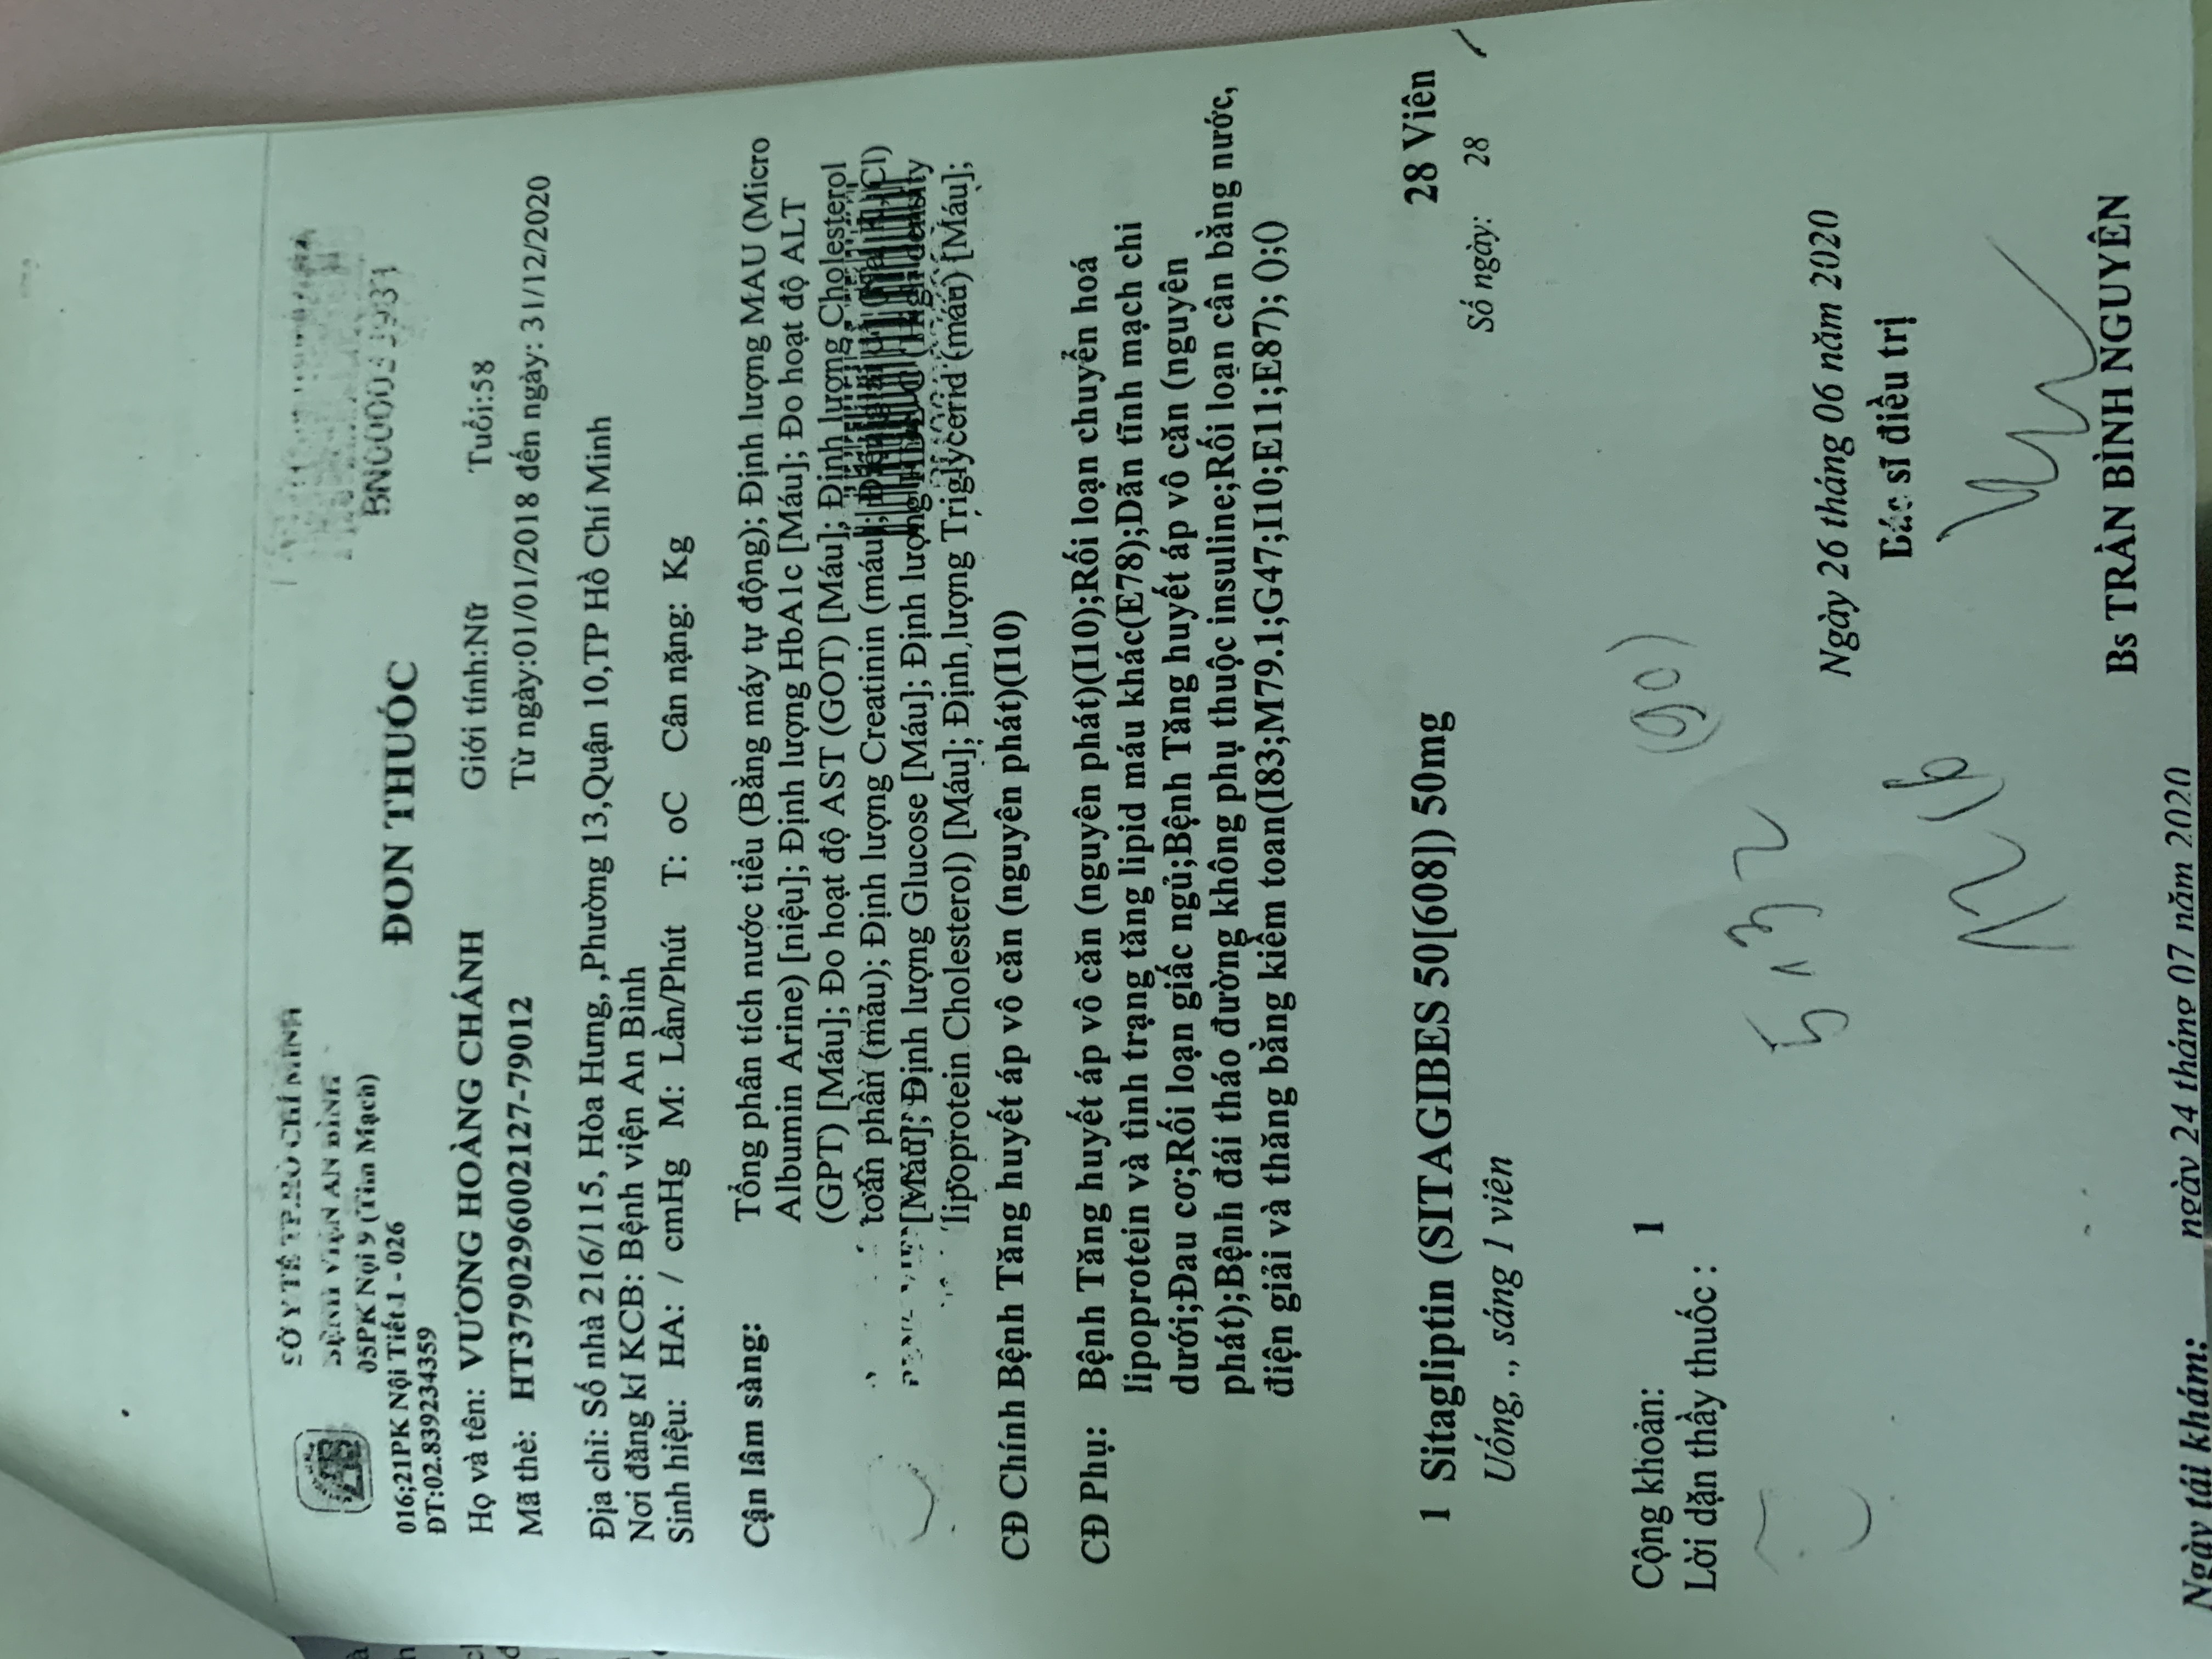 SỞ Y TẾ TP.HỒ CHÍ MINH
BỆNH VIỆN AN BÌNH
05PK Nội 9 (Tim Mạch)
016;21PK Nội Tiết 1 - 026
ĐT:02.839234359
ĐƠN THUỐC
Họ và tên: VƯƠNG HOÀNG CHÁNH Giới tính:Nữ Tuổi:58
Mã thẻ: HT3790296002127-79012 Từ ngày:01/01/2018 đến ngày: 31/12/2020
Địa chỉ: Số nhà 216/115, Hòa Hưng, ,Phường 13,Quận 10,TP Hồ Chí Minh
Nơi đăng kí KCB: Bệnh viện An Bình
Sinh hiệu: HA: / cmHg M: Lần/Phút T: oC Cân nặng: Kg
Cận lâm sàng: Tổng phân tích nước tiểu (Bằng máy tự động); Định lượng MAU (Micro
Albumin Arine) [niệu]; Định lượng HbA1c [Máu]; Đo hoạt độ ALT
(GPT) [Máu]; Đo hoạt độ AST (GOT) [Máu]; Định lượng Cholesterol
toàn phần (máu); Định lượng Creatinin (máu); Cl)
[Máu]; Định lượng Glucose [Máu]; Định lượng HDL-C (High density
lipoprotein Cholesterol) [Máu]; Định lượng Triglycerid (máu) [Máu];
CĐ Chính Bệnh Tăng huyết áp vô căn (nguyên phát)(I10)
CĐ Phụ: Bệnh Tăng huyết áp vô căn (nguyên phát)(I10);Rối loạn chuyển hoá
lipoprotein và tình trạng tăng lipid máu khác(E78);Dãn tĩnh mạch chi
dưới;Đau cơ;Rối loạn giấc ngủ;Bệnh Tăng huyết áp vô căn (nguyên
phát);Bệnh đái tháo đường không phụ thuộc insuline;Rối loạn cân bằng nước,
điện giải và thăng bằng kiềm toan(I83;M79.1;G47;I10;E11;E87); ();()
1 Sitagliptin (SITAGIBES 50[608]) 50mg 28 Viên
Uống, ., sáng 1 viên Số ngày: 28
Cộng khoản: 1
Lời dặn thầy thuốc :
(90)
Ngày 26 tháng 06 năm 2020
Bác sĩ điều trị
Bs TRẦN BÌNH NGUYÊN
Ngày tái khám: ngày 24 tháng 07 năm 2020